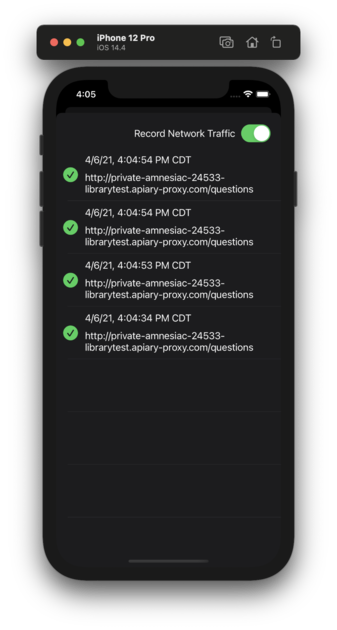 iPhone 12 Pro
iOS 14.4
4:05
Record Network Traffic
4/6/21, 4:04:54 PM CDT
http://private-amnesiac-24533-
librarytest.apiary-proxy.com/questions
4/6/21, 4:04:54 PM CDT
http://private-amnesiac-24533-
librarytest.apiary-proxy.com/questions
4/6/21, 4:04:53 PM CDT
http://private-amnesiac-24533-
librarytest.apiary-proxy.com/questions
4/6/21, 4:04:34 PM CDT
http://private-amnesiac-24533-
librarytest.apiary-proxy.com/questions